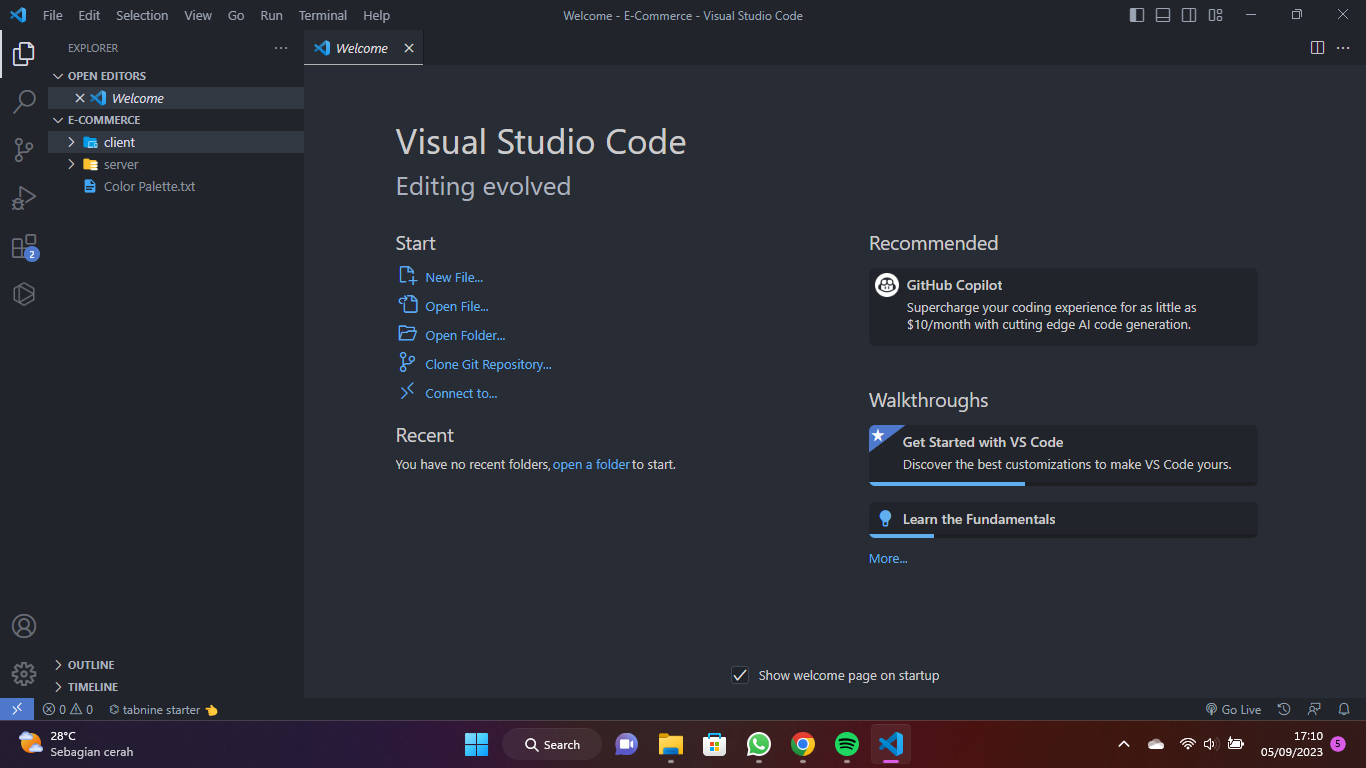 File Edit Selection View Go Run Terminal Help
Welcome - E-Commerce - Visual Studio Code
EXPLORER
Welcome
OPEN EDITORS
Welcome
E-COMMERCE
client
server
Color Palette.txt
2
Visual Studio Code
Editing evolved
Start
New File...
Open File...
Open Folder...
Clone Git Repository...
Connect to...
Recent
You have no recent folders, open a folder to start.
Recommended
GitHub Copilot
Supercharge your coding experience for as little as
$10/month with cutting edge AI code generation.
Walkthroughs
Get Started with VS Code
Discover the best customizations to make VS Code yours.
Learn the Fundamentals
More...
Show welcome page on startup
OUTLINE
TIMELINE
0 0 tabnine starter 👈
Go Live
28°C
Sebagian cerah
Search
17:10
05/09/2023
5